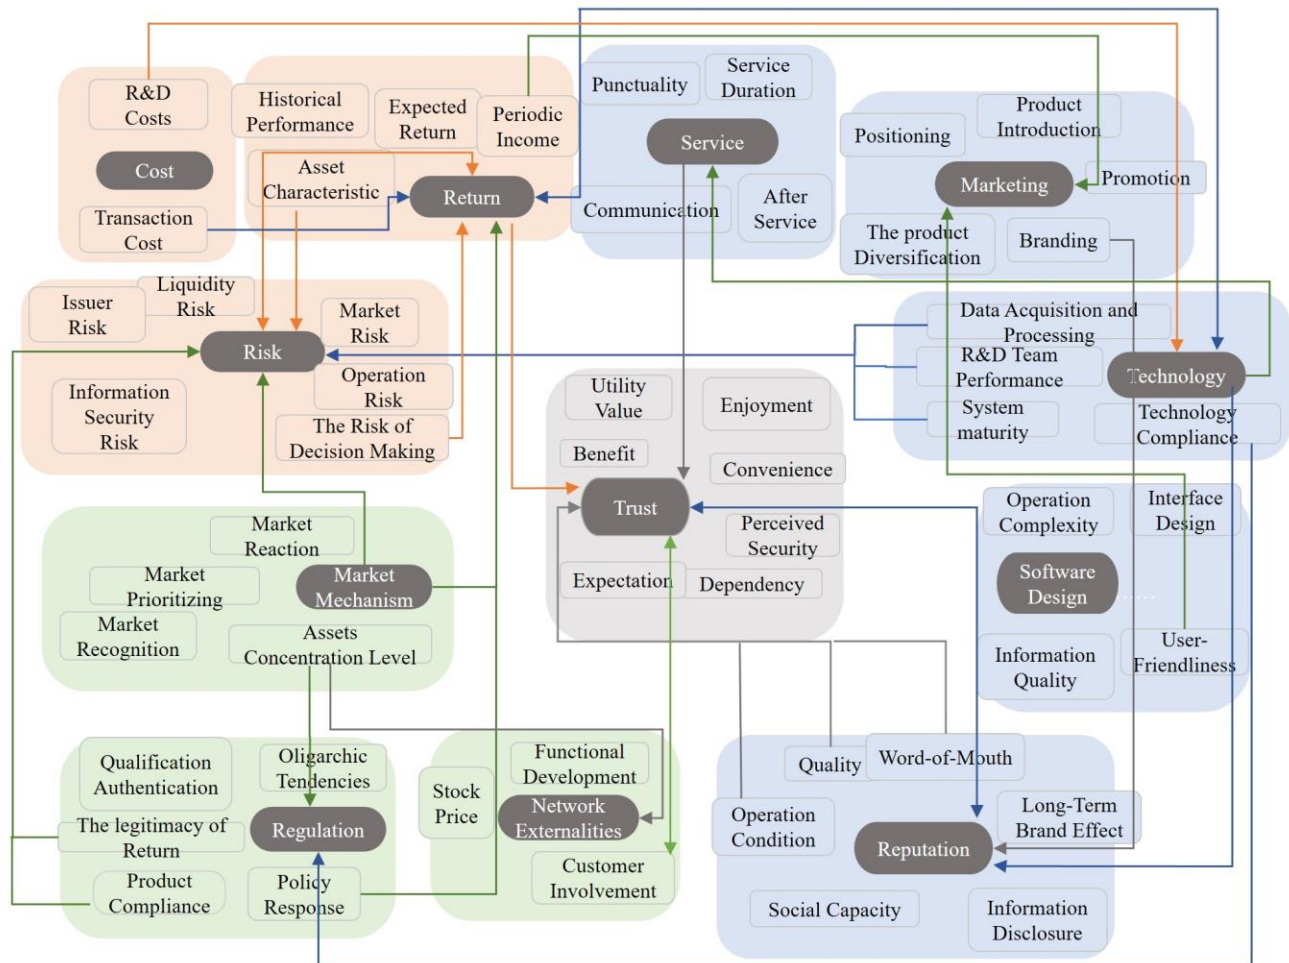 R&D
Costs
Cost
Transaction
Cost
Historical
Performance
Expected
Return
Periodic
Income
Asset
Characteristic
Return
Punctuality
Service
Duration
Service
Communication
After
Service
Positioning
Product
Introduction
Marketing
Promotion
The product
Diversification
Branding
Issuer
Risk
Liquidity
Risk
Market
Risk
Risk
Operation
Risk
Information
Security
Risk
The Risk of
Decision Making
Data Acquisition and
Processing
R&D Team
Performance
Technology
System
maturity
Technology
Compliance
Utility
Value
Enjoyment
Benefit
Convenience
Trust
Perceived
Security
Expectation
Dependency
Operation
Complexity
Interface
Design
Software
Design
Information
Quality
User-
Friendliness
Market
Reaction
Market
Prioritizing
Market
Mechanism
Market
Recognition
Assets
Concentration Level
Qualification
Authentication
Oligarchic
Tendencies
The legitimacy of
Return
Regulation
Product
Compliance
Policy
Response
Stock
Price
Functional
Development
Network
Externalities
Customer
Involvement
Quality
Word-of-Mouth
Operation
Condition
Long-Term
Brand Effect
Reputation
Social Capacity
Information
Disclosure